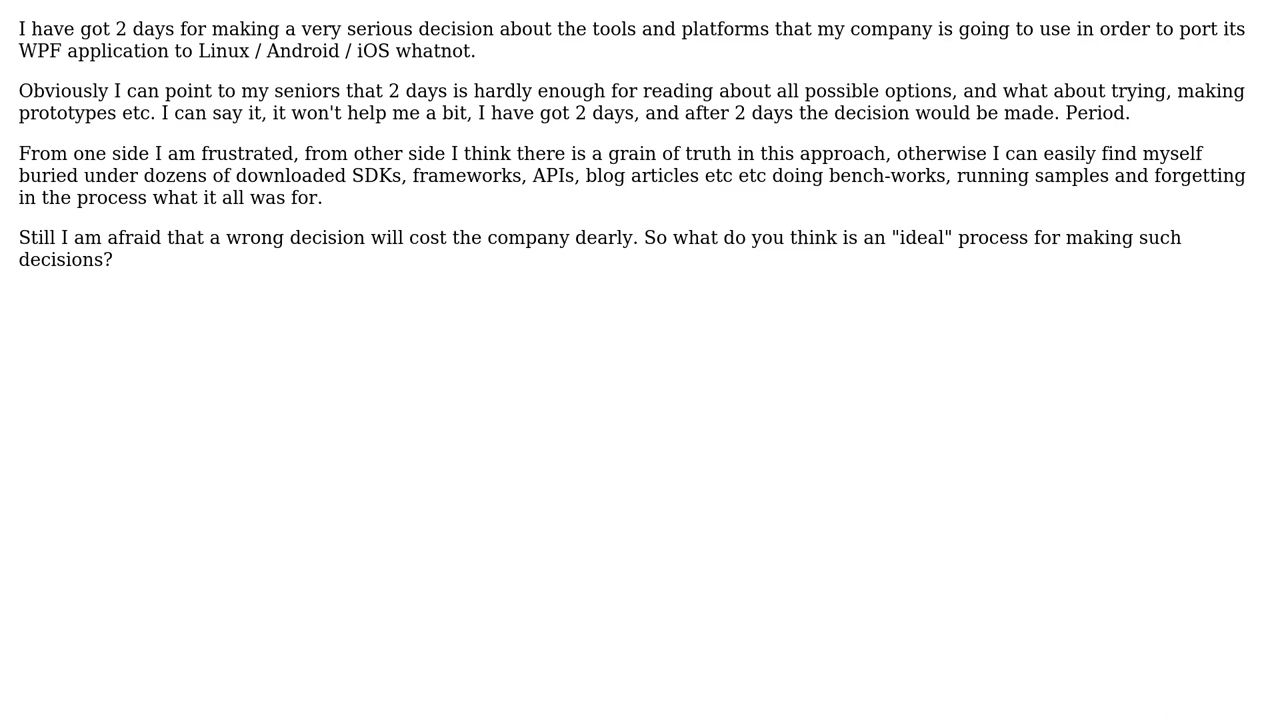 I have got 2 days for making a very serious decision about the tools and platforms that my company is going to use in order to port its
WPF application to Linux / Android / iOS whatnot.
Obviously I can point to my seniors that 2 days is hardly enough for reading about all possible options, and what about trying, making
prototypes etc. I can say it, it won't help me a bit, I have got 2 days, and after 2 days the decision would be made. Period.
From one side I am frustrated, from other side I think there is a grain of truth in this approach, otherwise I can easily find myself
buried under dozens of downloaded SDKs, frameworks, APIs, blog articles etc etc doing bench-works, running samples and forgetting
in the process what it all was for.
Still I am afraid that a wrong decision will cost the company dearly. So what do you think is an "ideal" process for making such
decisions?